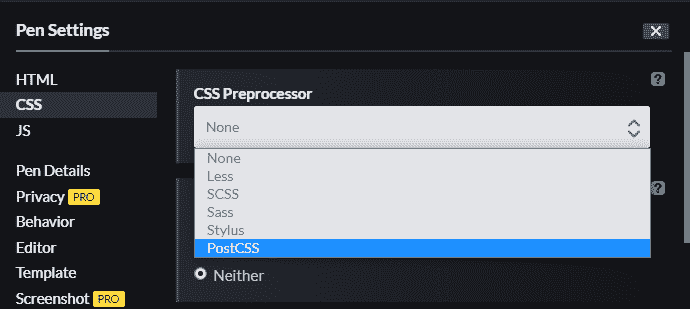 Pen Settings
HTML
CSS
JS
Pen Details
Privacy PRO
Behavior
Editor
Template
Screenshot PRO
?
CSS Preprocessor
None
None
Less
SCSS
Sass
Stylus
PostCSS
?
Neither